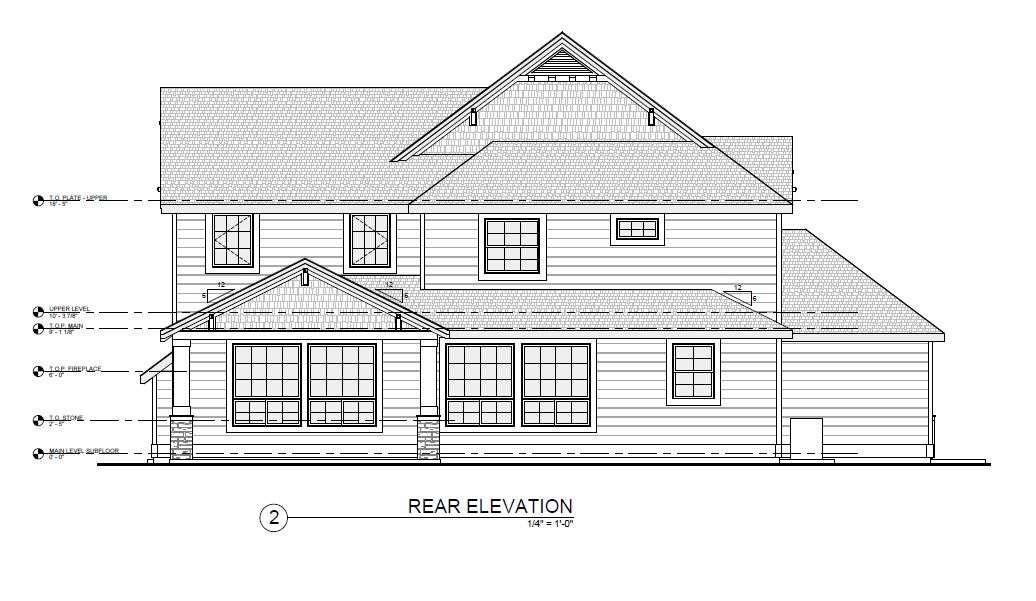 T.O. PLATE - UPPER
18' - 5"
12
6
12
6
12
6
UPPER LEVEL
10' - 3 7/8"
T.O.P. MAIN
9' - 1 1/8"
T.O.P. FIREPLACE
6' - 0"
T.O. STONE
2' - 5"
MAIN LEVEL SUBFLOOR
0' - 0"
2
REAR ELEVATION
1/4" = 1'-0"